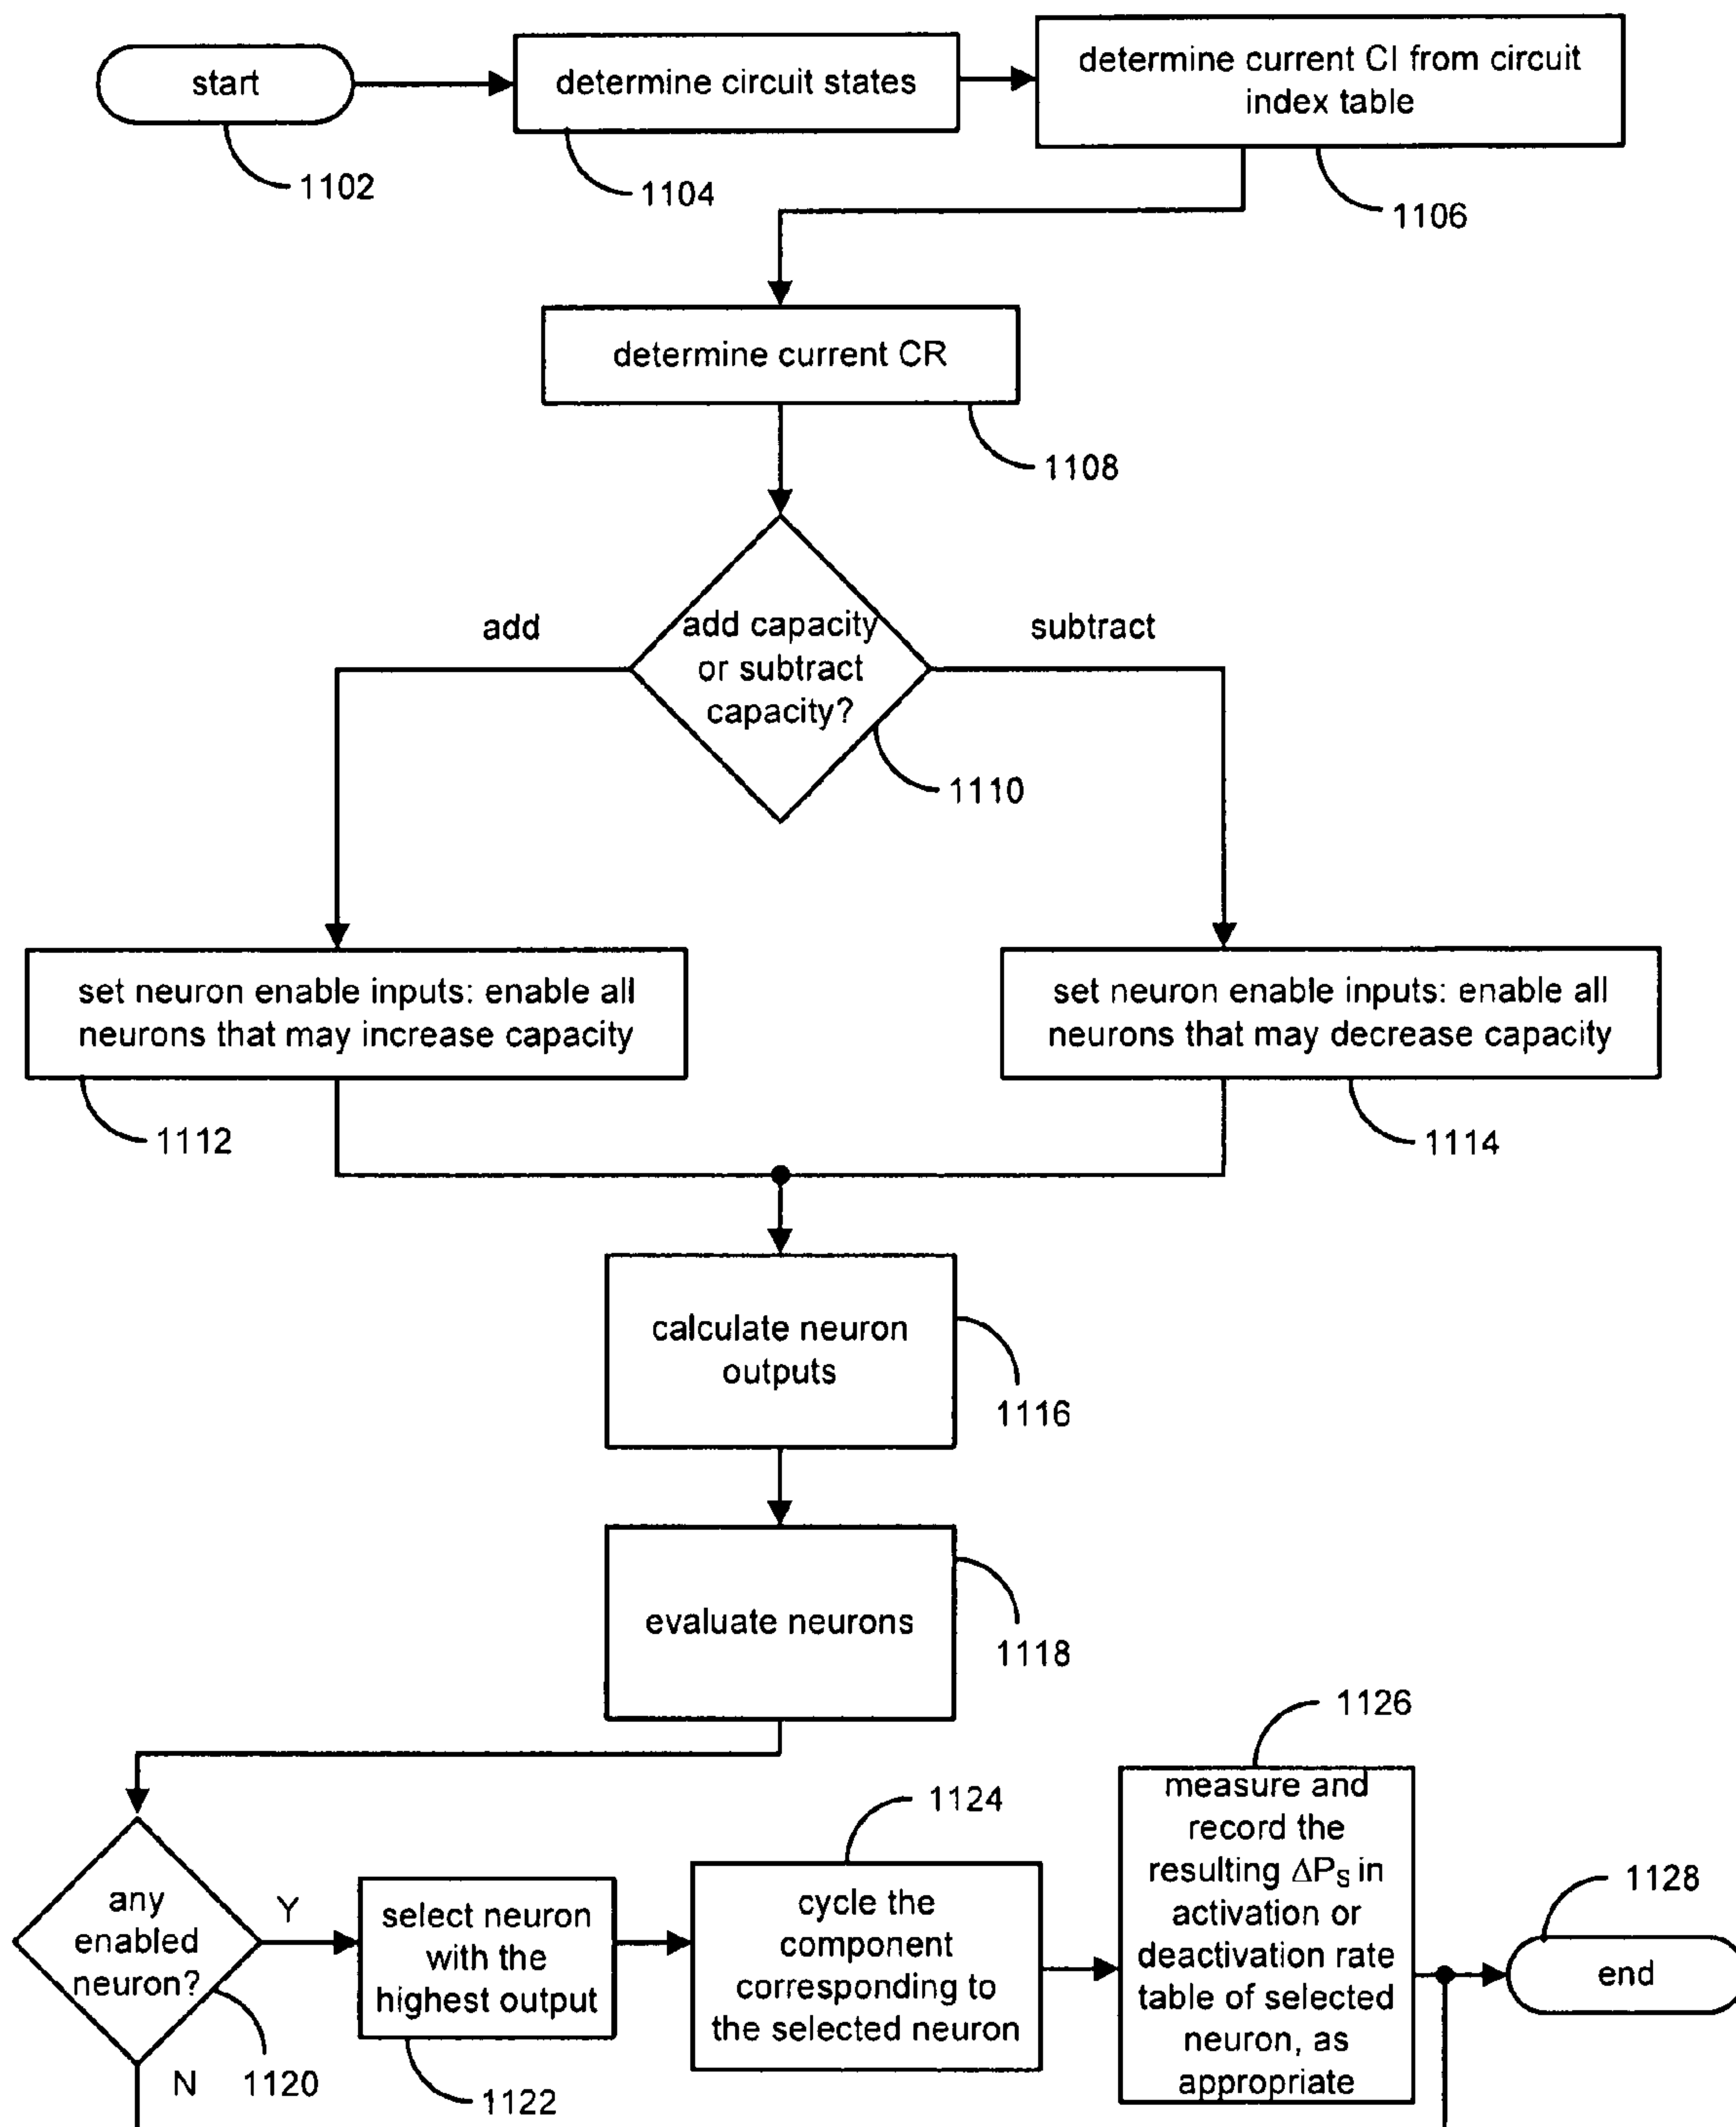 start
1102
determine circuit states
1104
determine current CI from circuit
index table
1106
determine current CR
1108
add capacity
or subtract
capacity?
1110
add
subtract
set neuron enable inputs: enable all
neurons that may increase capacity
1112
set neuron enable inputs: enable all
neurons that may decrease capacity
1114
calculate neuron
outputs
1116
evaluate neurons
1118
any
enabled
neuron?
1120
Y
N
select neuron
with the
highest output
1122
cycle the
component
corresponding to
the selected neuron
1124
measure and
record the
resulting ΔPS in
activation or
deactivation rate
table of selected
neuron, as
appropriate
1126
end
1128